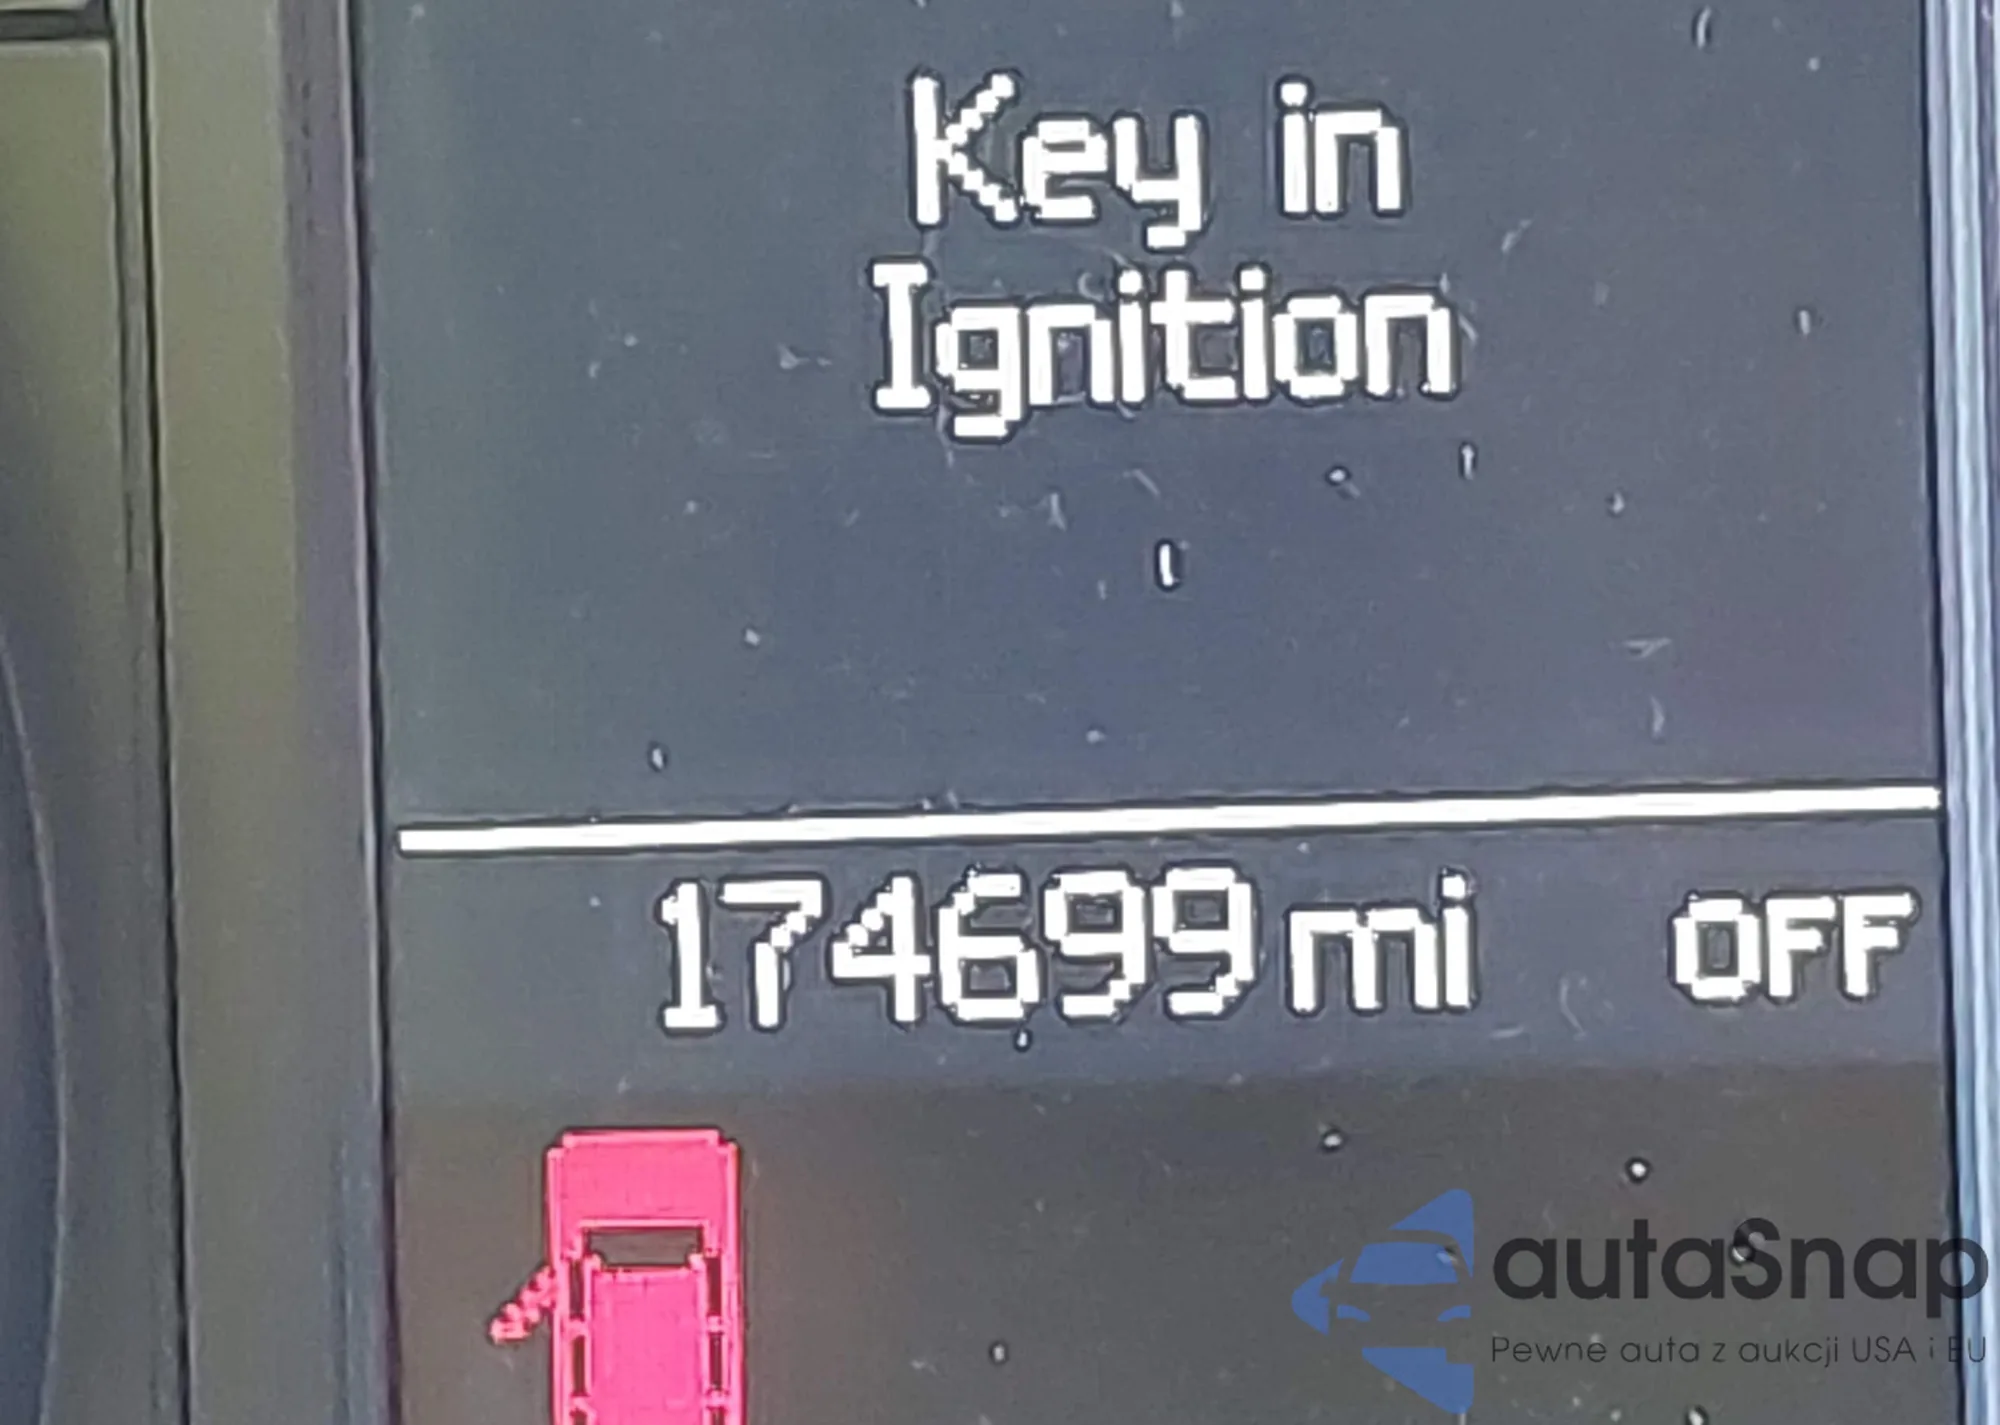 Key in
Ignition
174699 mi OFF
autaSnap
Pewne auta z aukcji USA i EU